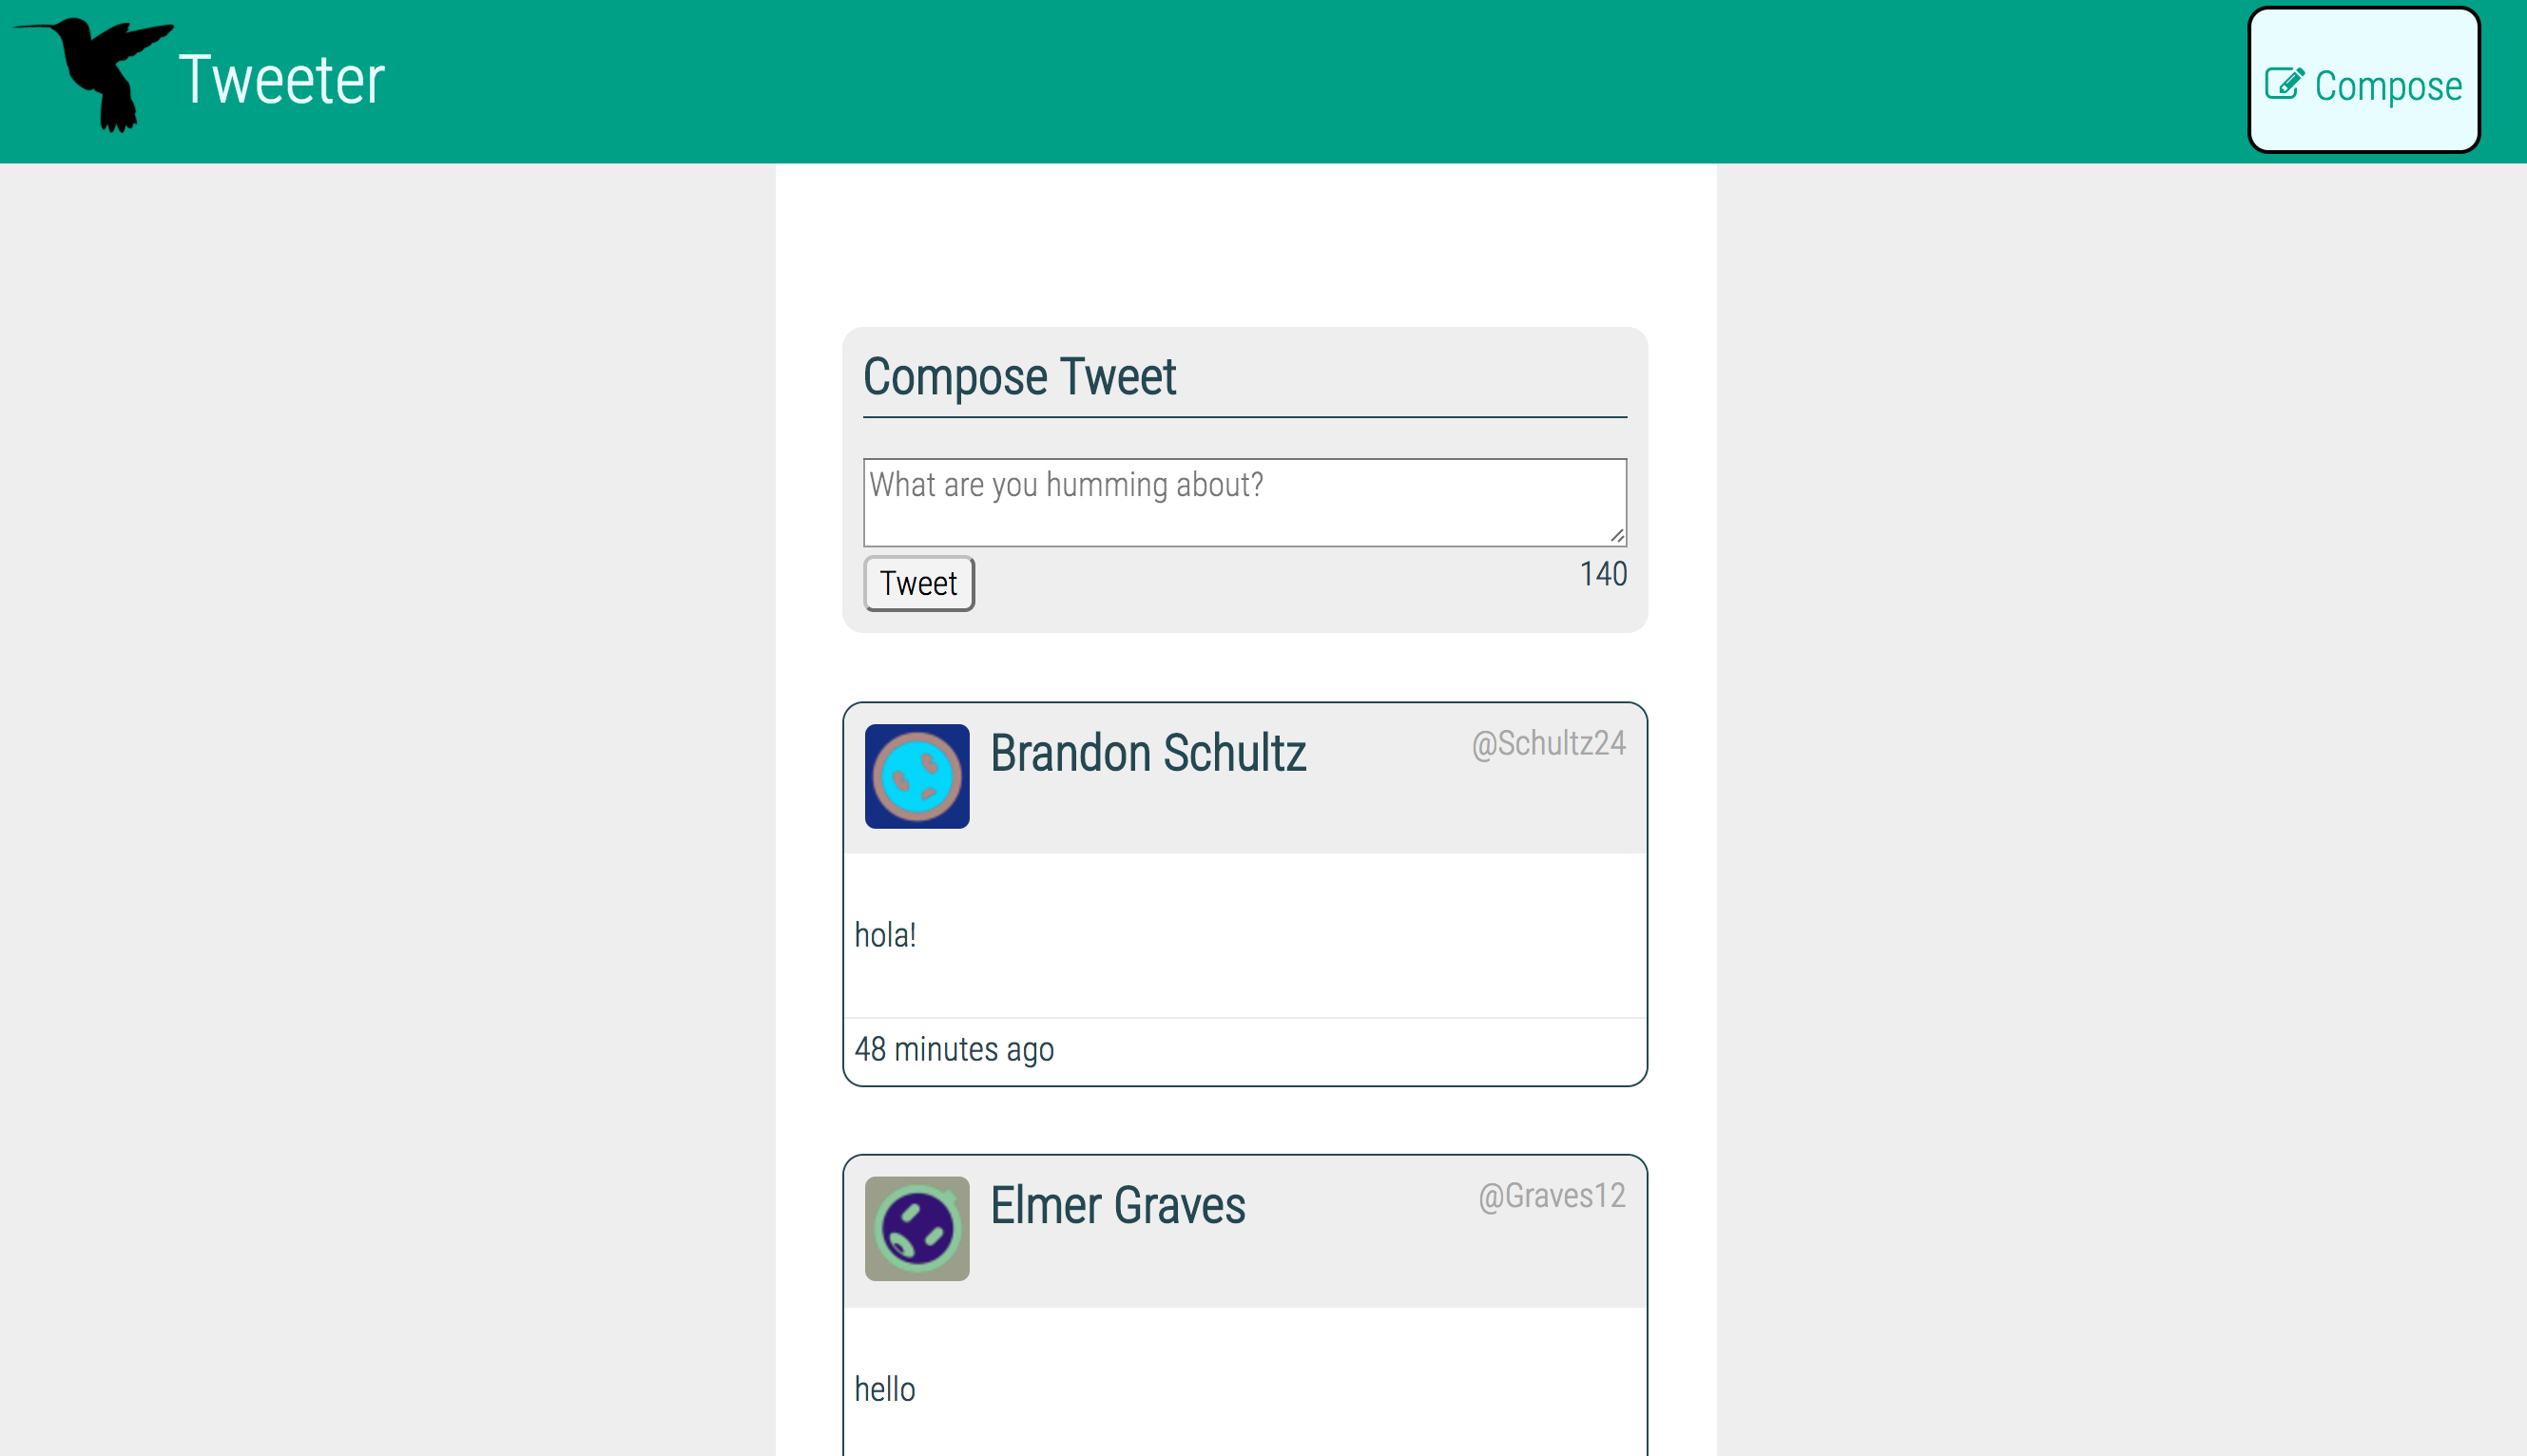 Tweeter
Compose
Compose Tweet
What are you humming about?
Tweet
140
Brandon Schultz
@Schultz24
hola!
48 minutes ago
Elmer Graves
@Graves12
hello